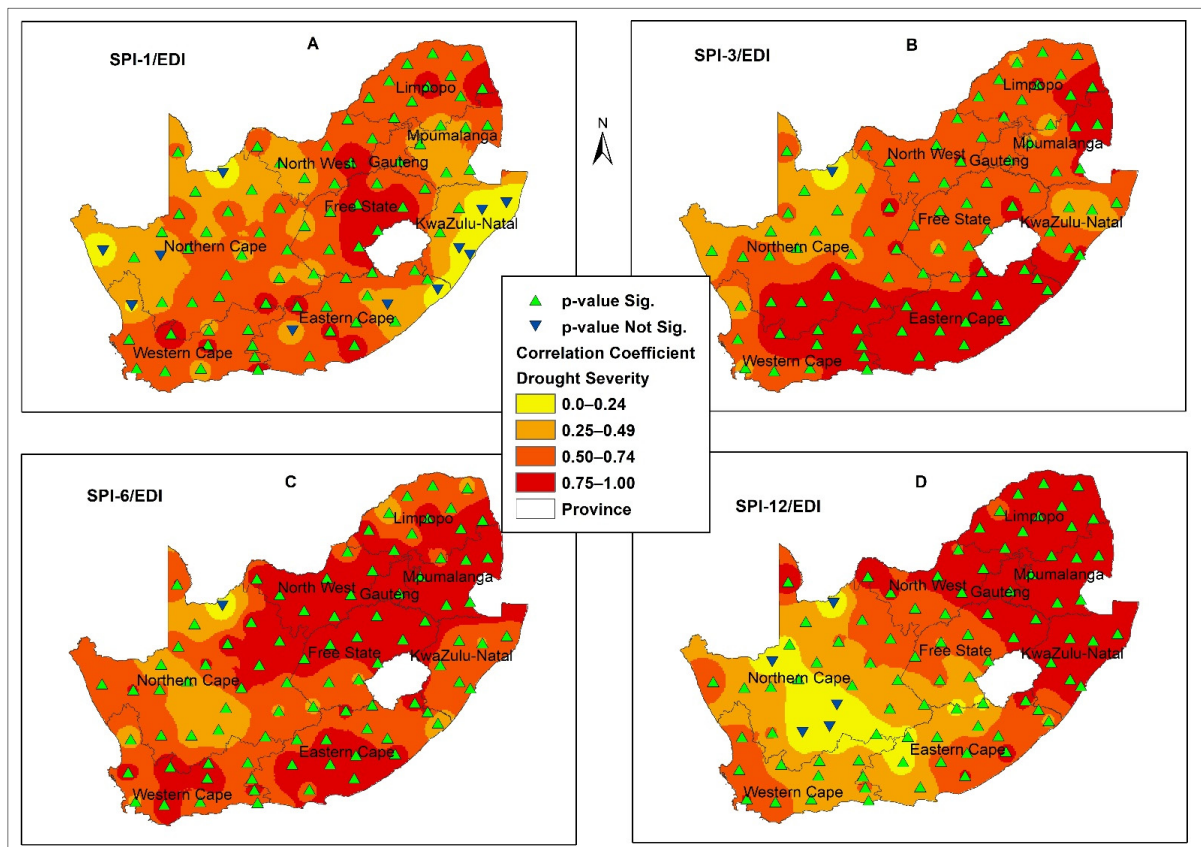 A
SPI-1/EDI
Limpopo
Mpumalanga
North West
Gauteng
Free State
KwaZulu-Natal
Northern Cape
Eastern Cape
Western Cape
N
B
SPI-3/EDI
Limpopo
Mpumalanga
North West
Gauteng
Free State
KwaZulu-Natal
Northern Cape
Eastern Cape
Western Cape
p-value Sig.
p-value Not Sig.
Correlation Coefficient
Drought Severity
0.0–0.24
0.25–0.49
0.50–0.74
0.75–1.00
Province
C
SPI-6/EDI
Limpopo
Mpumalanga
North West
Gauteng
Free State
KwaZulu-Natal
Northern Cape
Eastern Cape
Western Cape
D
SPI-12/EDI
Limpopo
Mpumalanga
North West
Gauteng
Free State
KwaZulu-Natal
Northern Cape
Eastern Cape
Western Cape